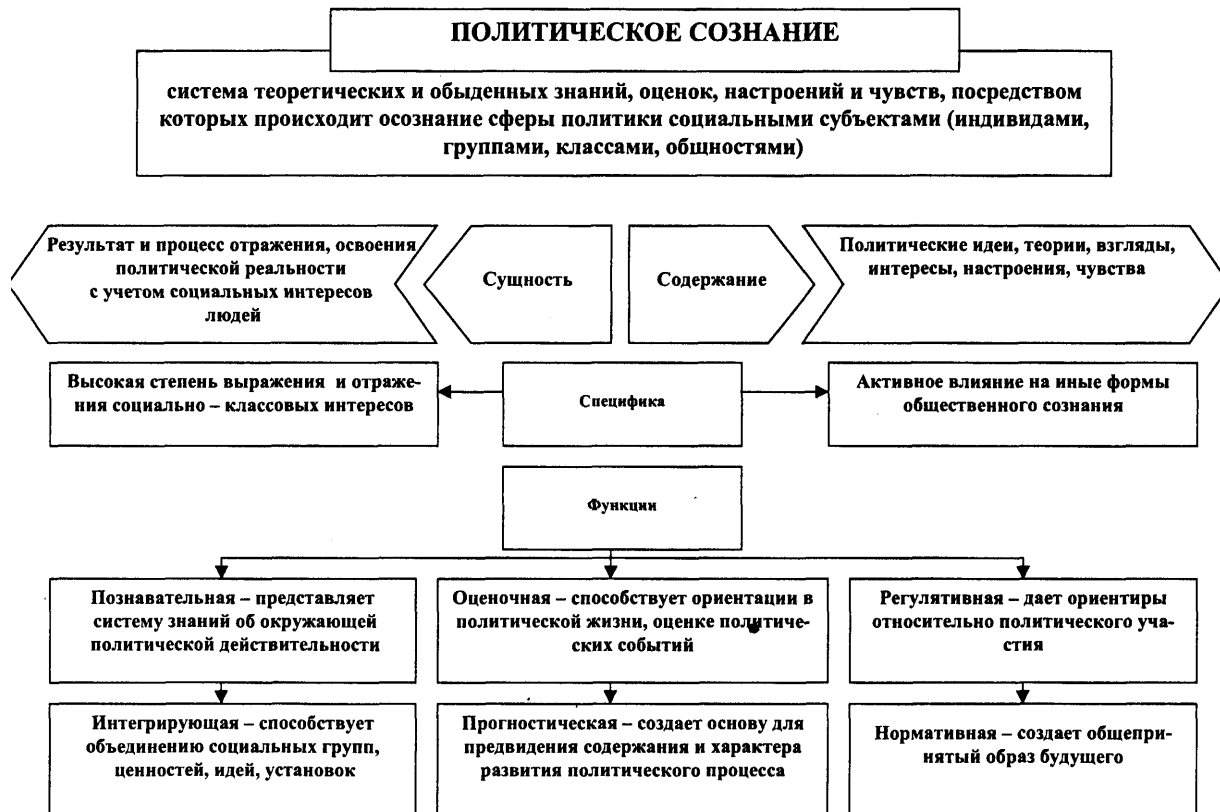 ПОЛИТИЧЕСКОЕ СОЗНАНИЕ
система теоретических и обыденных знаний, оценок, настроений и чувств, посредством
которых происходит осознание сферы политики социальными субъектами (индивидами,
группами, классами, общностями)
Результат и процесс отражения, освоения
политической реальности
с учетом социальных интересов
людей
Сущность
Содержание
Политические идеи, теории, взгляды,
интересы, настроения, чувства
Высокая степень выражения и отраже-
ния социально – классовых интересов
Специфика
Активное влияние на иные формы
общественного сознания
Функции
Познавательная – представляет
систему знаний об окружающей
политической действительности
Оценочная – способствует ориентации в
политической жизни, оценке политиче-
ских событий
Регулятивная – дает ориентиры
относительно политического уча-
стия
Интегрирующая – способствует
объединению социальных групп,
ценностей, идей, установок
Прогностическая – создает основу для
предвидения содержания и характера
развития политического процесса
Нормативная – создает общепри-
нятый образ будущего